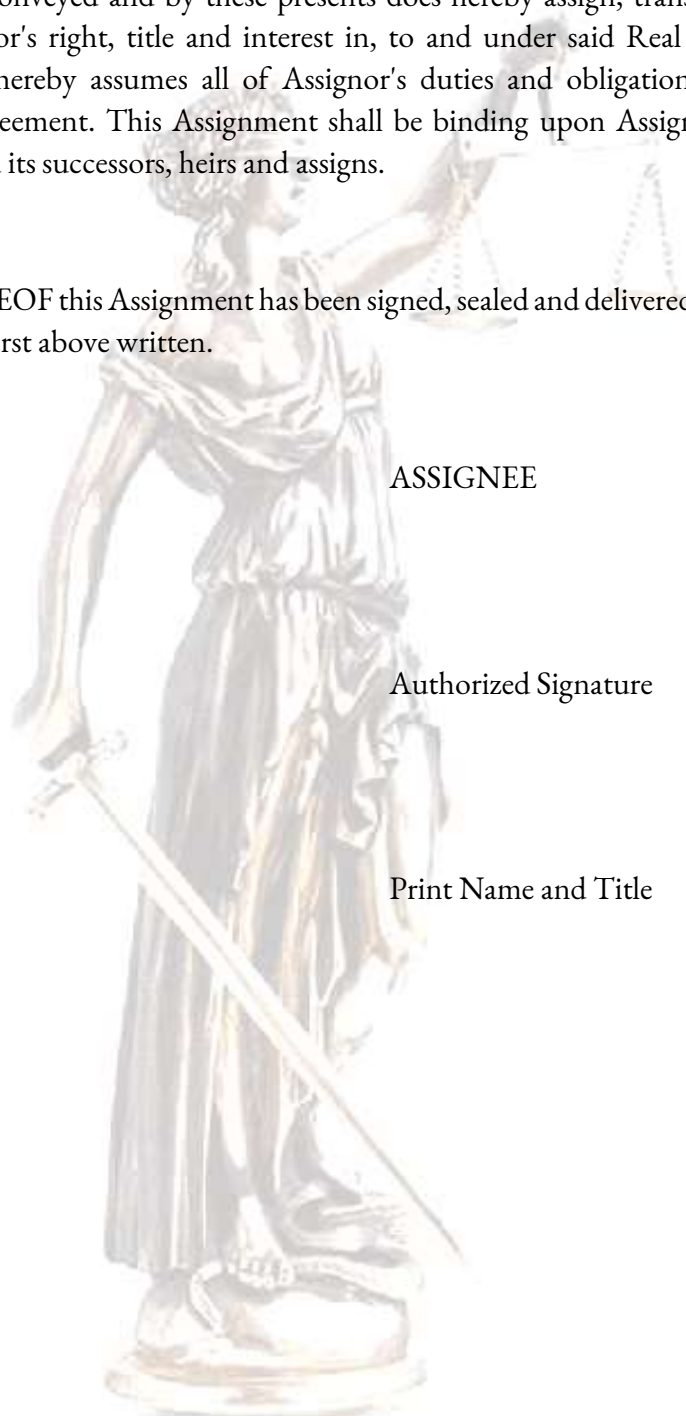 onveyed and by these presents does hereby assign, trans
or's right, title and interest in, to and under said Real
hereby assumes all of Assignor's duties and obligation
eement. This Assignment shall be binding upon Assign
its successors, heirs and assigns.
EOF this Assignment has been signed, sealed and delivered
rst above written.
ASSIGNEE
Authorized Signature
Print Name and Title